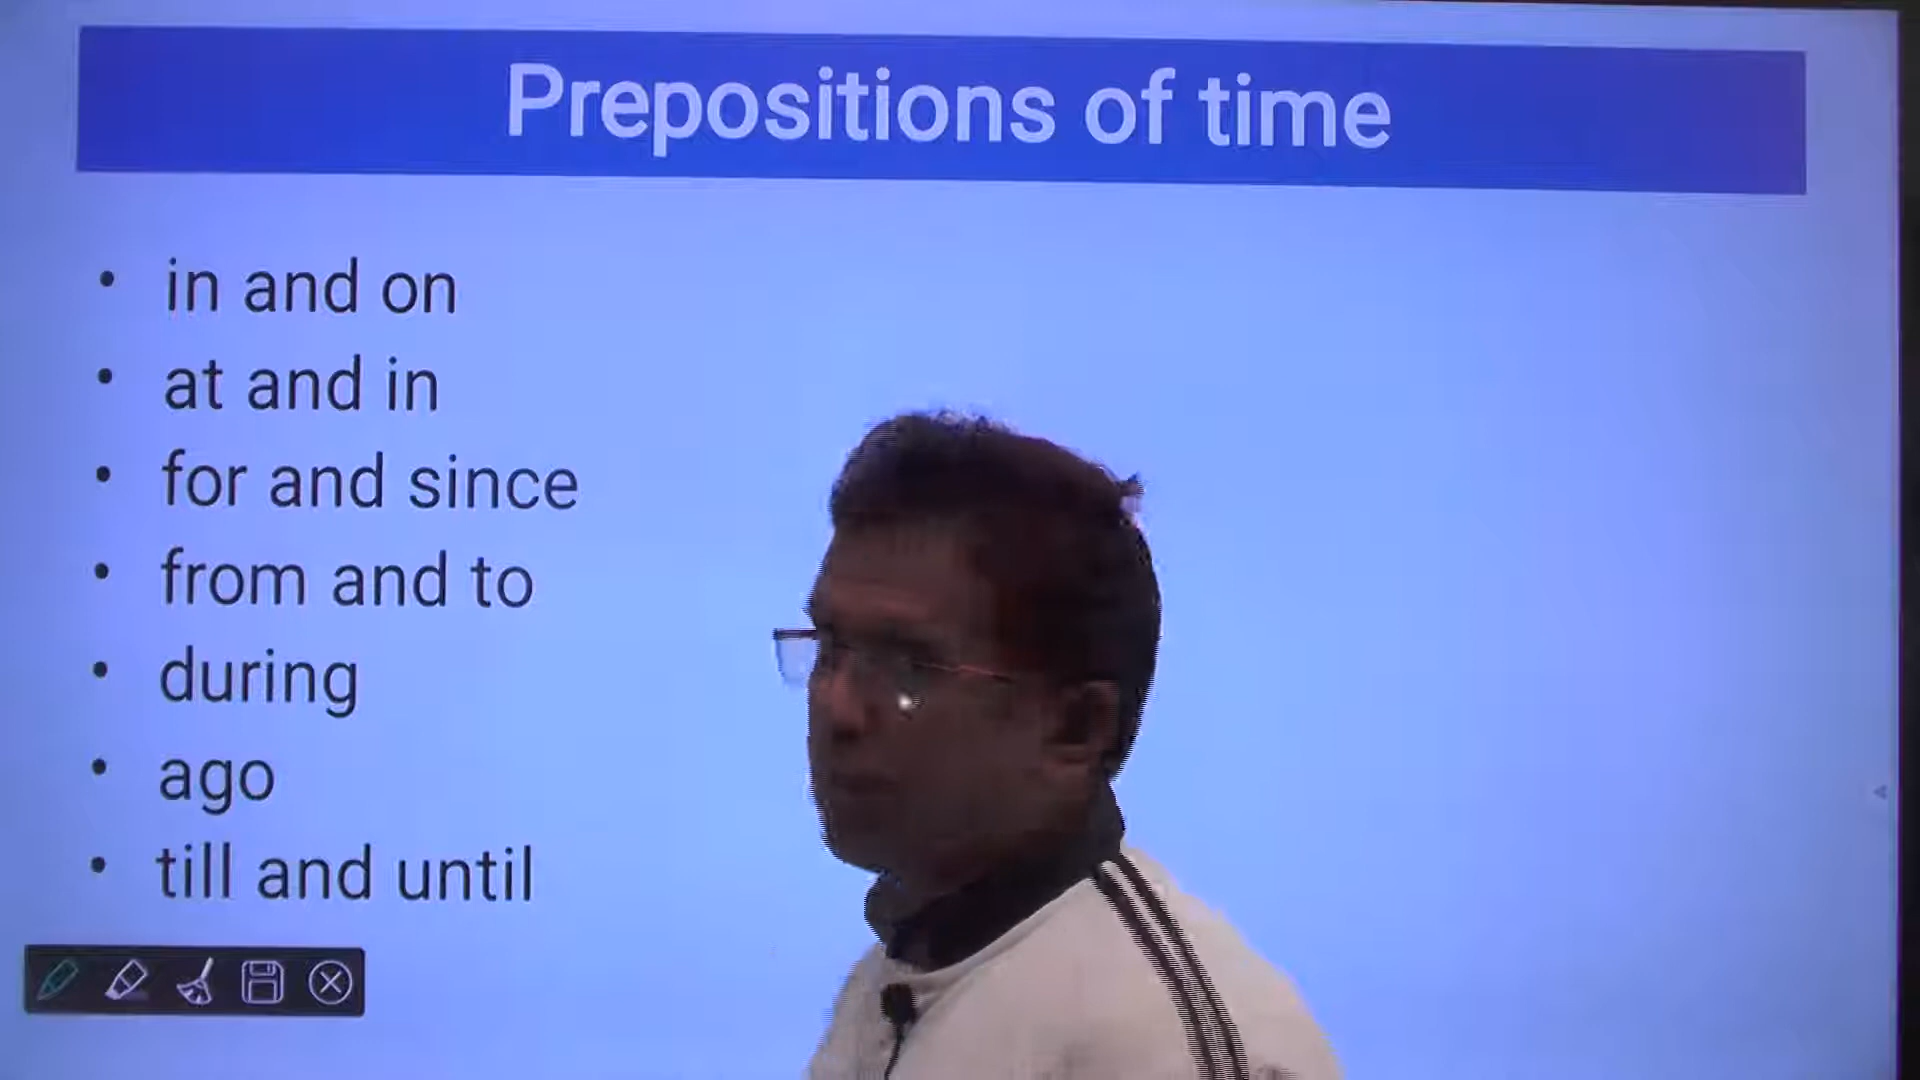 Prepositions of time
• in and on
• at and in
• for and since
• from and to
• during
• ago
• till and until